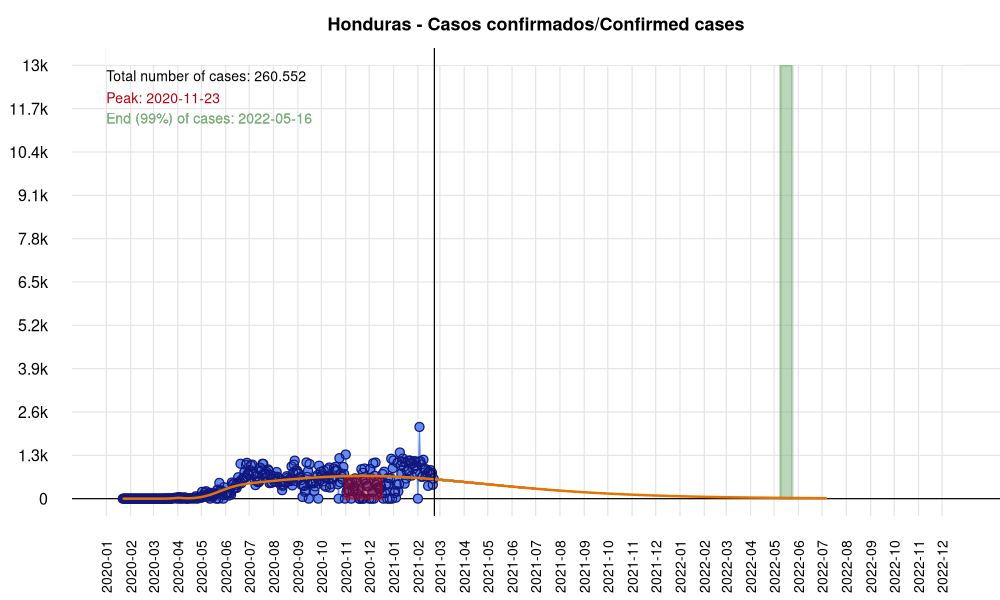 Honduras - Casos confirmados/Confirmed cases
Total number of cases: 260.552
Peak: 2020-11-23
End (99%) of cases: 2022-05-16
13k
11.7k
10.4k
9.1k
7.8k
6.5k
5.2k
3.9k
2.6k
1.3k
0
2020-01
2020-02
2020-03
2020-04
2020-05
2020-06
2020-07
2020-08
2020-09
2020-10
2020-11
2020-12
2021-01
2021-02
2021-03
2021-04
2021-05
2021-06
2021-07
2021-08
2021-09
2021-10
2021-11
2021-12
2022-01
2022-02
2022-03
2022-04
2022-05
2022-06
2022-07
2022-08
2022-09
2022-10
2022-11
2022-12